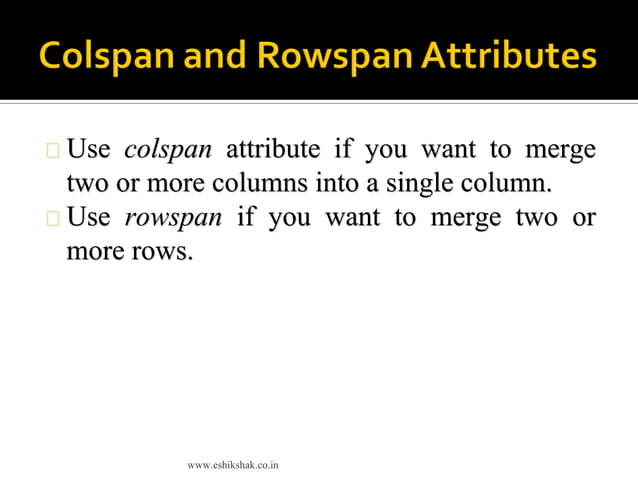 Colspan and Rowspan Attributes
Use colspan attribute if you want to merge
two or more columns into a single column.
Use rowspan if you want to merge two or
more rows.
www.eshikshak.co.in